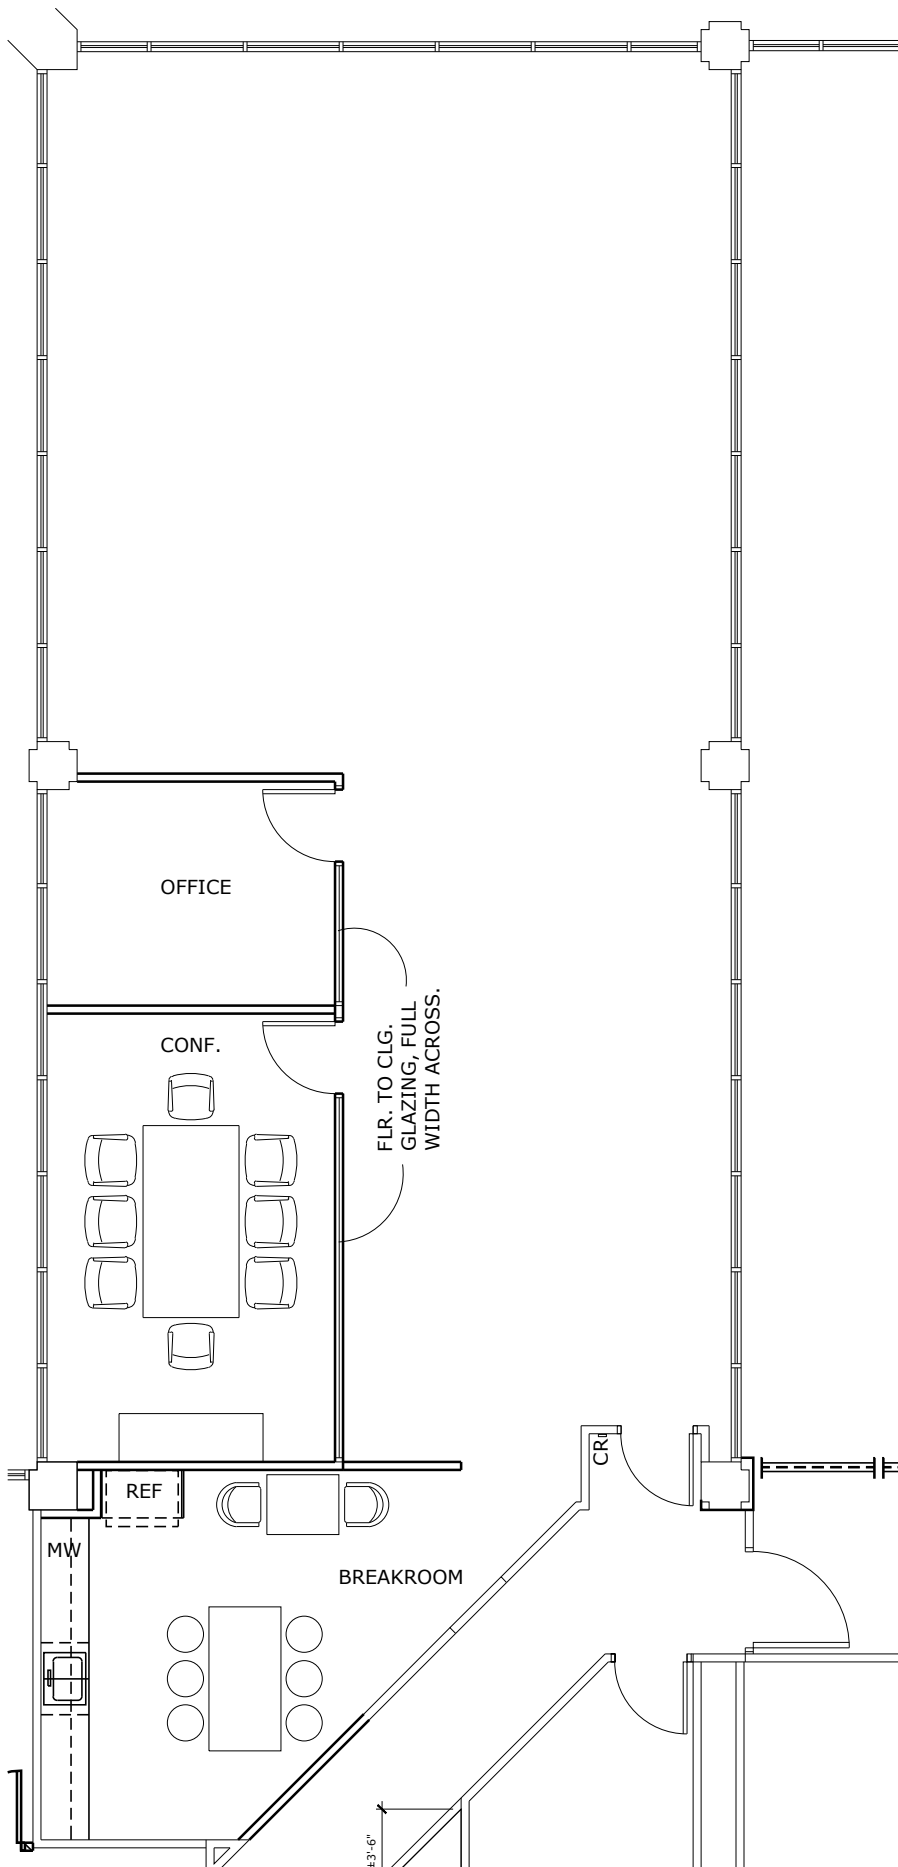 OFFICE
CONF.
FLR. TO CLG.
GLAZING, FULL
WIDTH ACROSS.
CR
REF
MW
BREAKROOM
±3'-6"